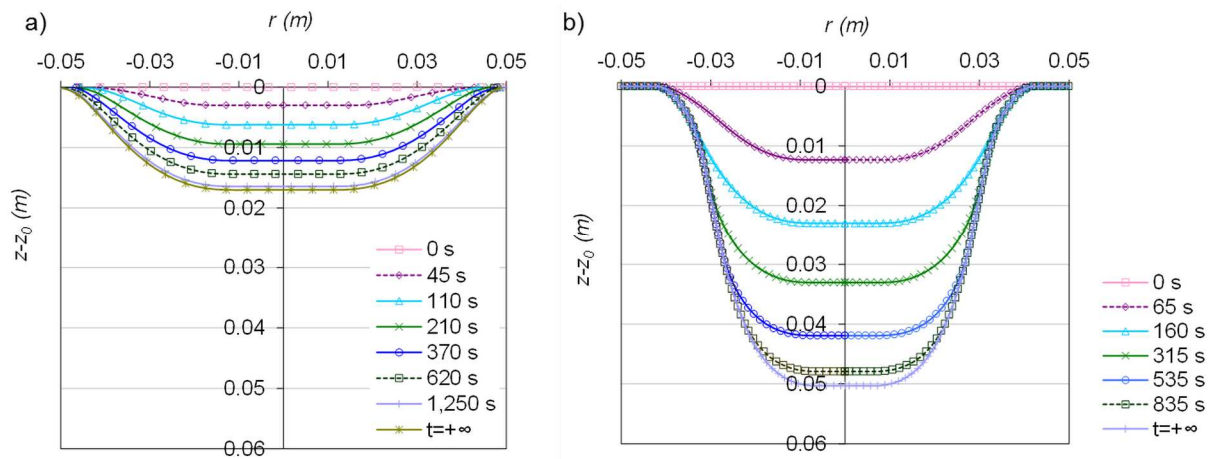 a)
r (m)
-0.05 -0.03 -0.01 0.01 0.03 0.05
0
0.01
0.02
0.03
0.04
0.05
0.06
z-z0 (m)
0 s
45 s
110 s
210 s
370 s
620 s
1,250 s
t=+∞
b)
r (m)
-0.05 -0.03 -0.01 0.01 0.03 0.05
0
0.01
0.02
0.03
0.04
0.05
0.06
z-z0 (m)
0 s
65 s
160 s
315 s
535 s
835 s
t=+∞